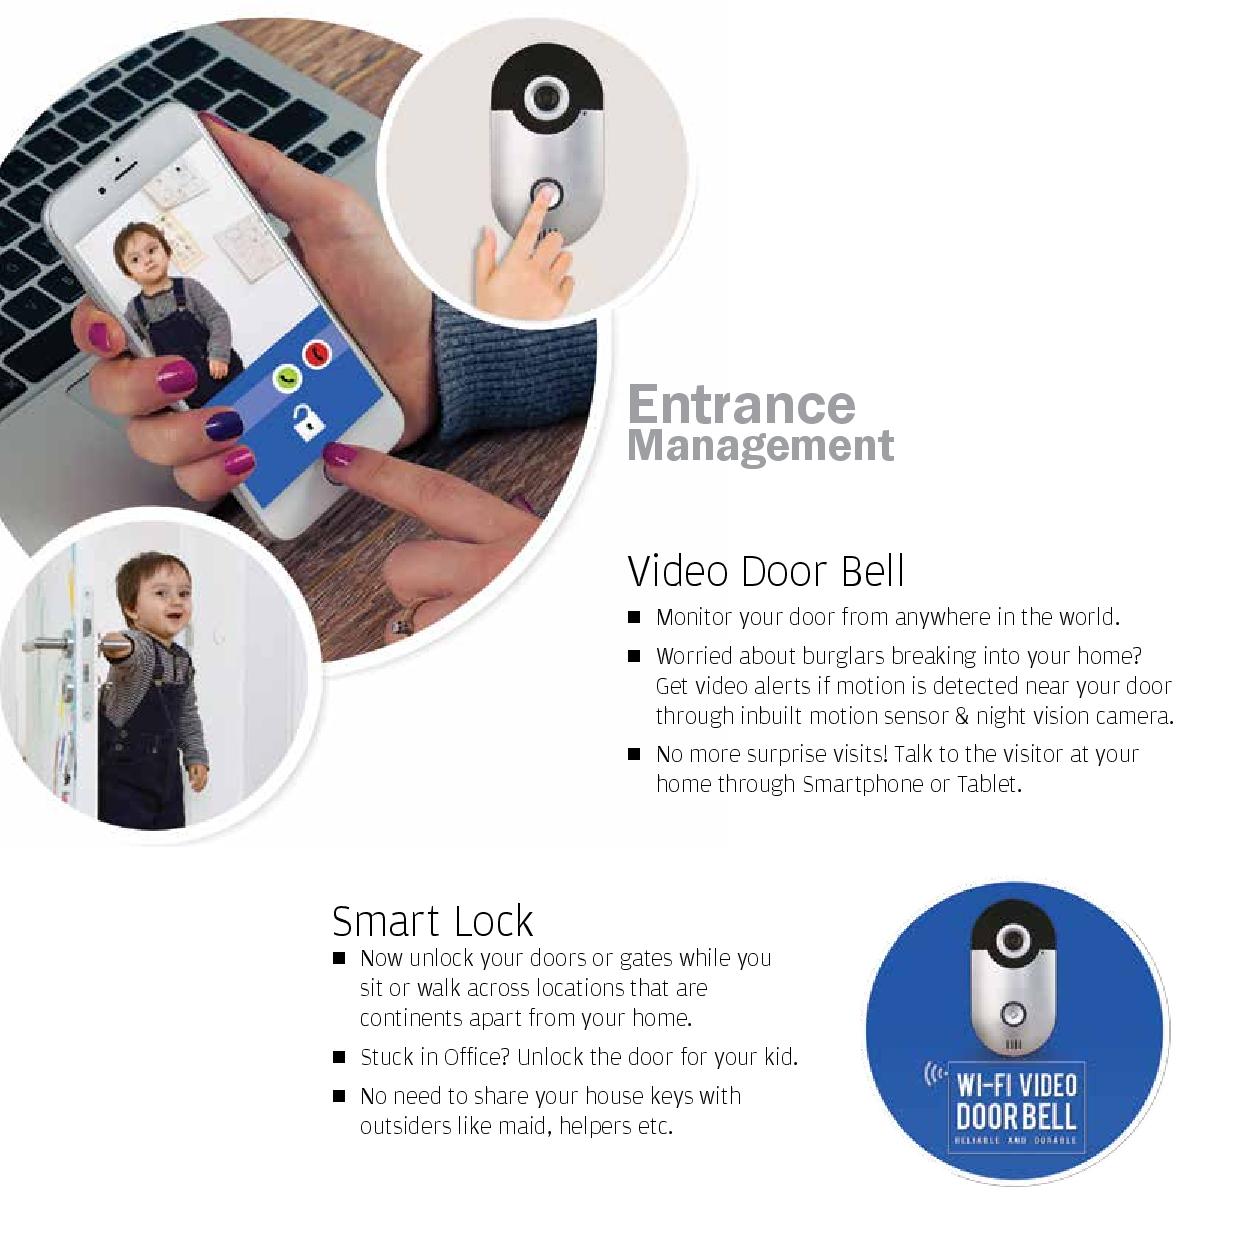 Entrance
Management
Video Door Bell
■ Monitor your door from anywhere in the world.
■ Worried about burglars breaking into your home?
Get video alerts if motion is detected near your door
through inbuilt motion sensor & night vision camera.
■ No more surprise visits! Talk to the visitor at your
home through Smartphone or Tablet.
Smart Lock
■ Now unlock your doors or gates while you
sit or walk across locations that are
continents apart from your home.
■ Stuck in Office? Unlock the door for your kid.
■ No need to share your house keys with
outsiders like maid, helpers etc.
WI-FI VIDEO
DOOR BELL
RELIABLE AND DURABLE